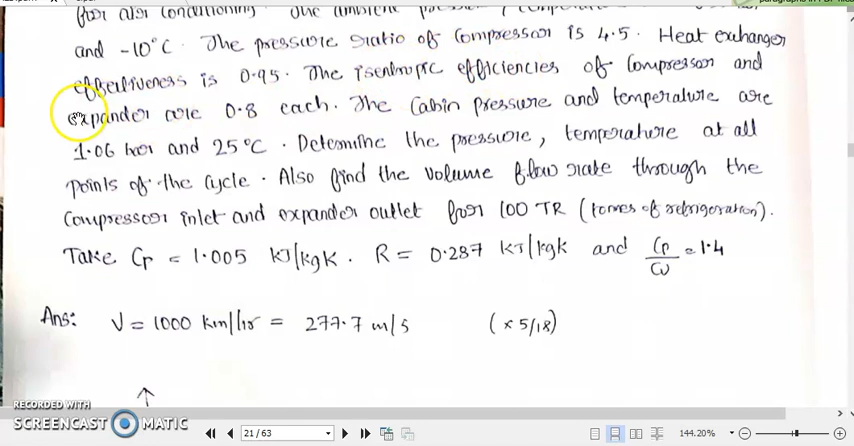 for air conditioning. The ambient
and -10°C. The pressure ratio of compressor is 4.5. Heat exchanger
effectiveness is 0.95. The isentropic efficiencies of compressor and
expander are 0.8 each. The cabin pressure and temperature are
1.06 bar and 25°C. Determine the pressure, temperature at all
points of the cycle. Also find the volume flow rate through the
compressor inlet and expander outlet for 100 TR (tonnes of refrigeration).
Take Cp = 1.005 kJ/kgK. R = 0.287 kJ/kgK and Cp/Cv = 1.4
Ans: V = 1000 km/hr = 277.7 m/s (× 5/18)
RECORDED WITH
SCREENCAST MATIC
21 / 63
144.20%